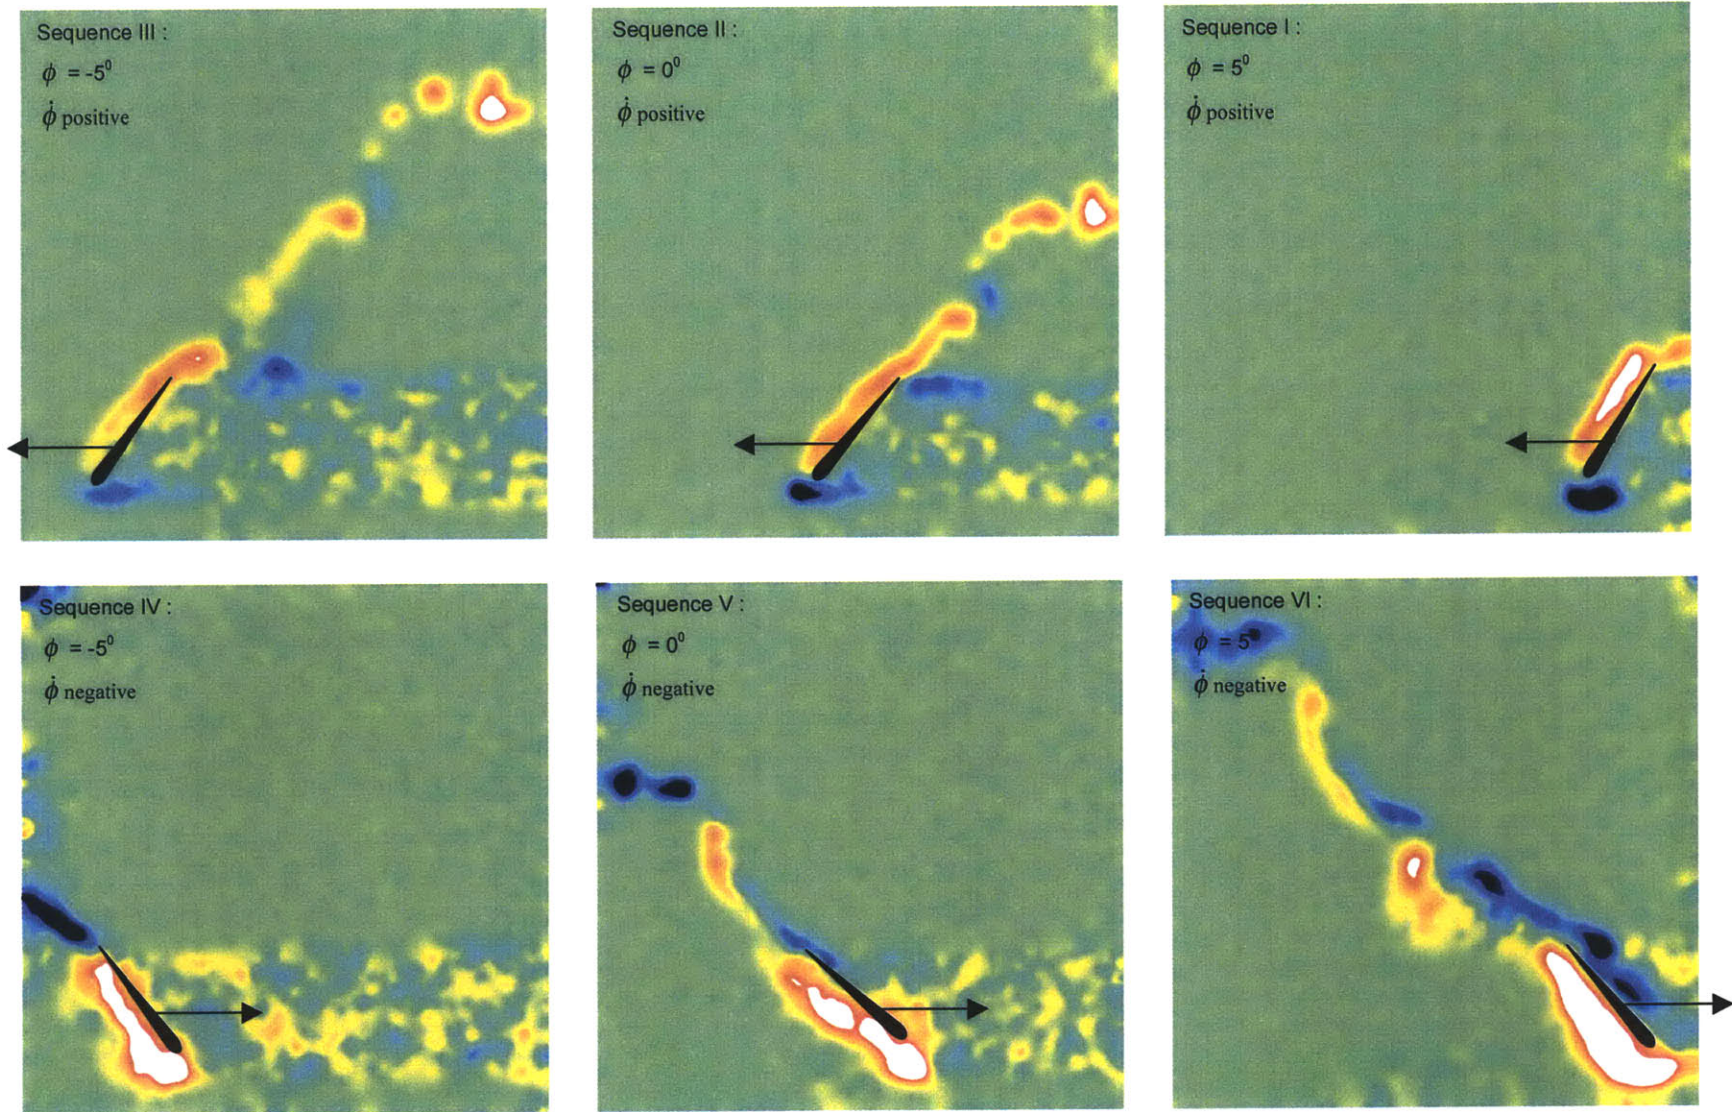 Sequence III :
ϕ = -5⁰
ϕ̇ positive
Sequence II :
ϕ = 0⁰
ϕ̇ positive
Sequence I :
ϕ = 5⁰
ϕ̇ positive
Sequence IV :
ϕ = -5⁰
ϕ̇ negative
Sequence V :
ϕ = 0⁰
ϕ̇ negative
Sequence VI :
ϕ = 5⁰
ϕ̇ negative